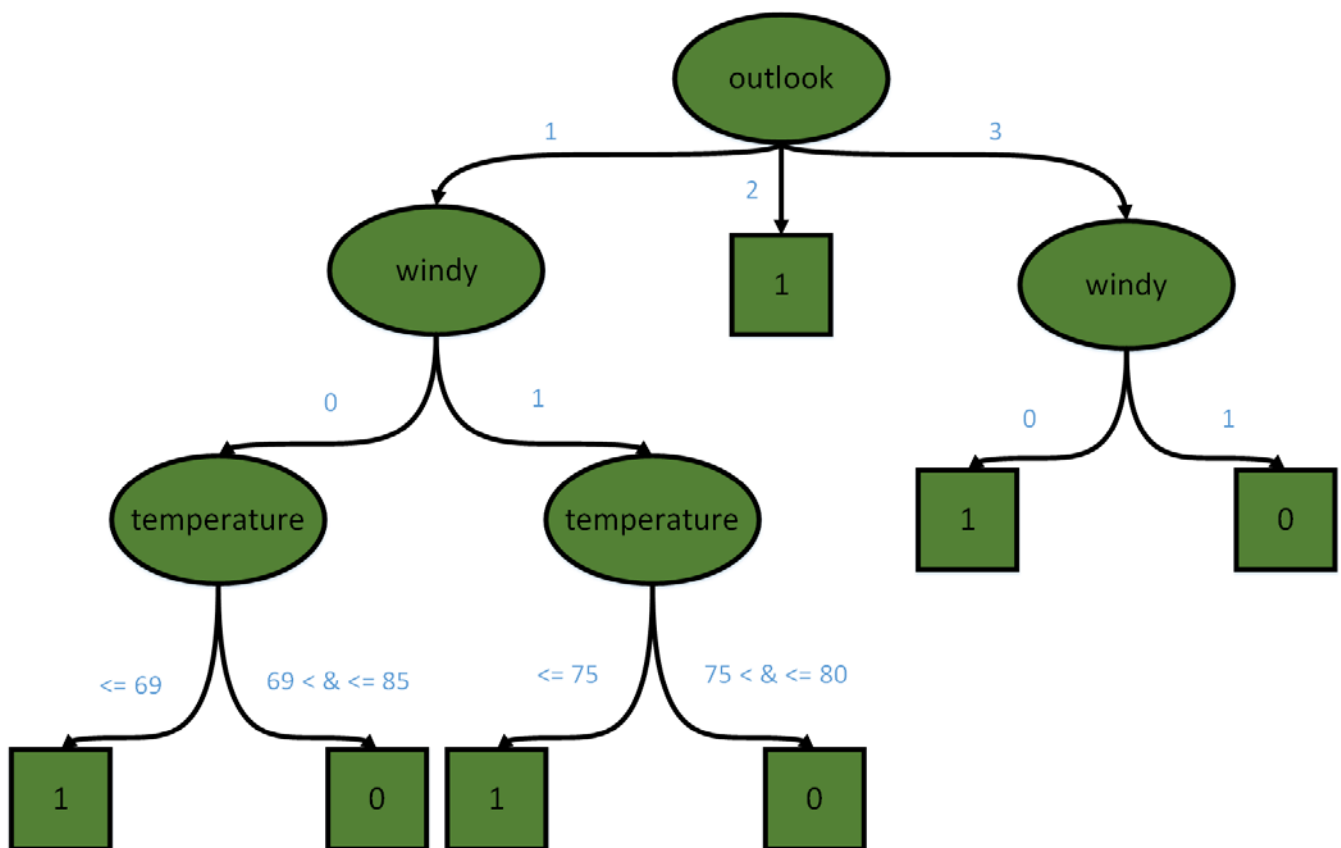 outlook
1
3
2
windy
1
windy
0
1
0
1
temperature
temperature
1
0
<= 69
69 < & <= 85
<= 75
75 < & <= 80
1
0
1
0